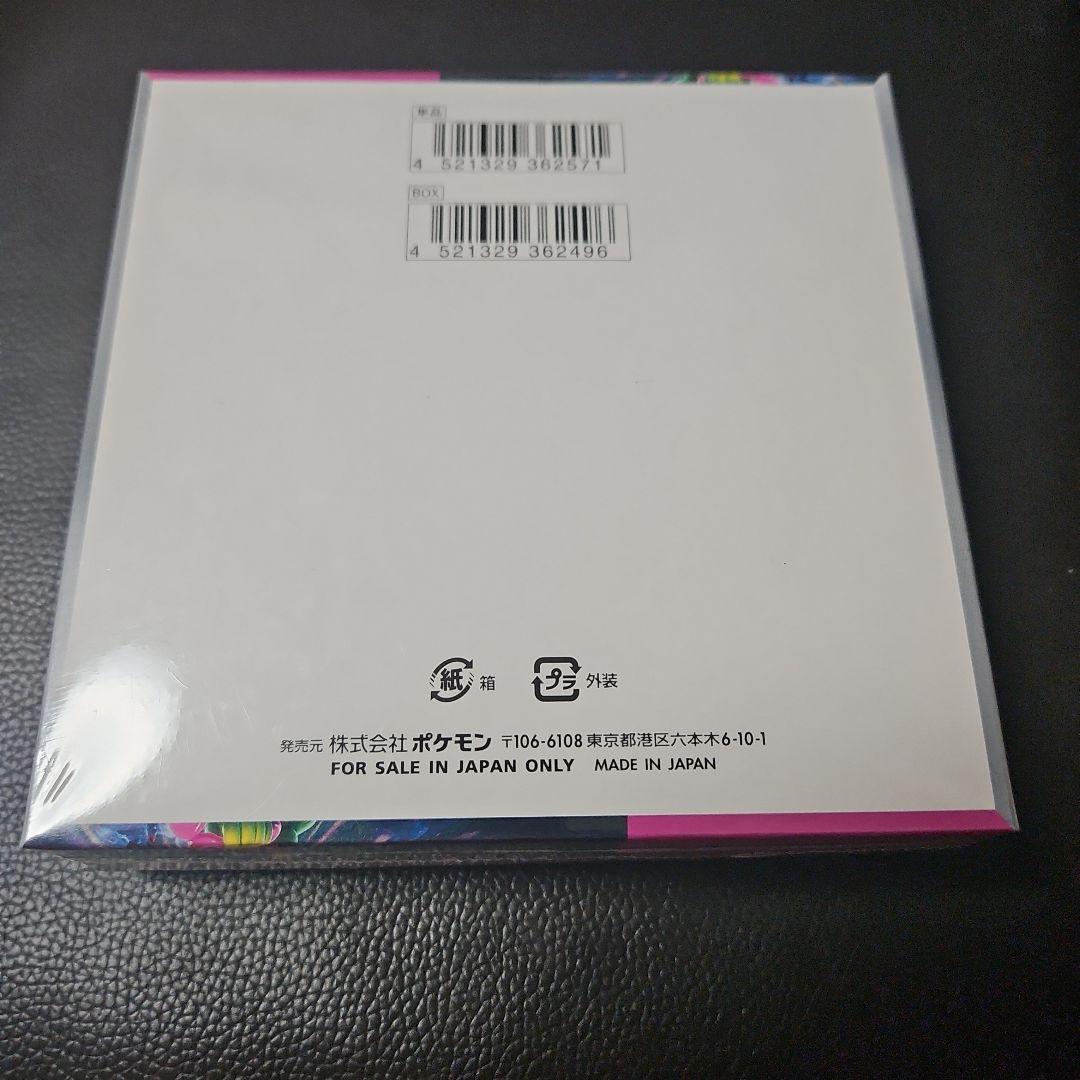 単品
4 521329 362571
BOX
4 521329 362496
紙 箱 プラ 外装
発売元 株式会社 ポケモン 〒106-6108 東京都港区六本木6-10-1
FOR SALE IN JAPAN ONLY MADE IN JAPAN